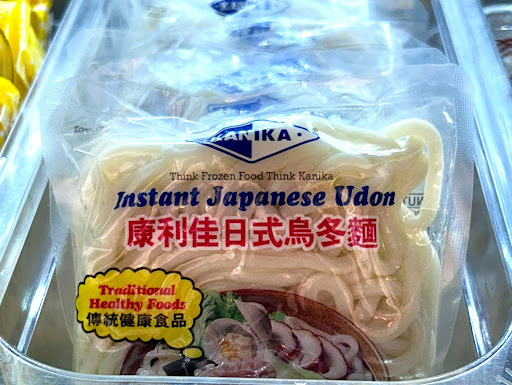 KANIKA
Think Frozen Food Think Kanika
Instant Japanese Udon
康利佳日式烏冬麵
Traditional
Healthy Foods
傳統健康食品